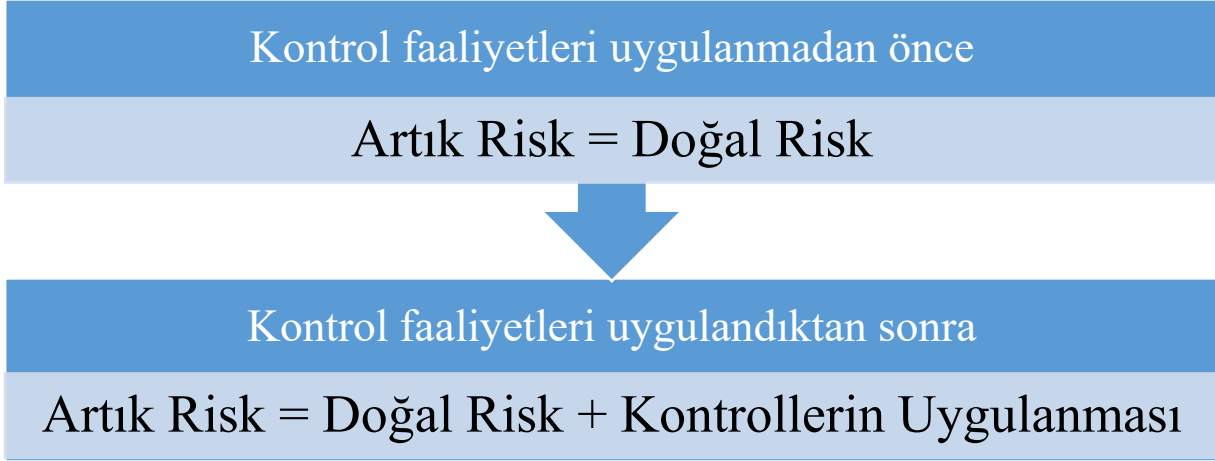 Kontrol faaliyetleri uygulanmadan önce
Artık Risk = Doğal Risk
Kontrol faaliyetleri uygulandıktan sonra
Artık Risk = Doğal Risk + Kontrollerin Uygulanması